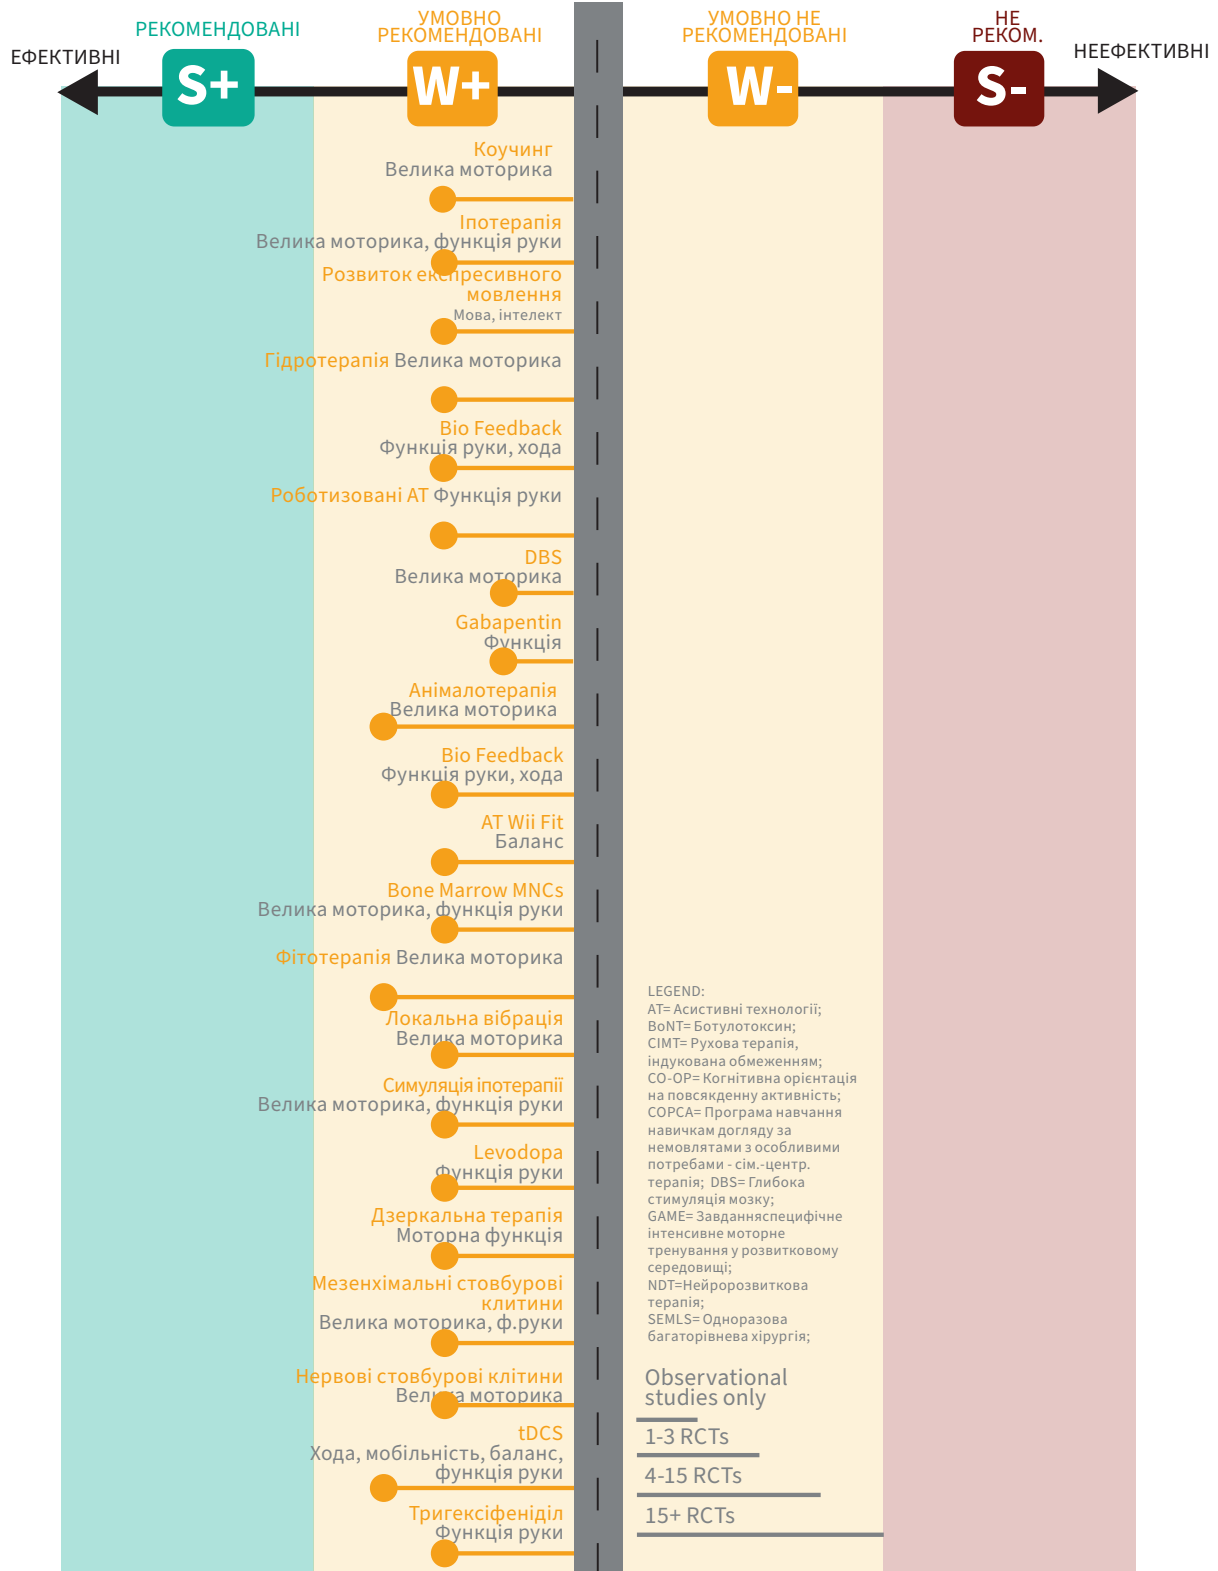 РЕКОМЕНДОВАНІ
УМОВНО
РЕКОМЕНДОВАНІ
УМОВНО НЕ
РЕКОМЕНДОВАНІ
НЕ
РЕКОМ.
ЕФЕКТИВНІ
НЕЕФЕКТИВНІ
S+
W+
W-
S-
Коучинг
Велика моторика
Іпотерапія
Велика моторика, функція руки
Розвиток експресивного
мовлення
Мова, інтелект
Гідротерапія Велика моторика
Bio Feedback
Функція руки, хода
Роботизовані АТ Функція руки
DBS
Велика моторика
Gabapentin
Функція
Анімалотерапія
Велика моторика
Bio Feedback
Функція руки, хода
AT Wii Fit
Баланс
Bone Marrow MNCs
Велика моторика, функція руки
Фітотерапія Велика моторика
Локальна вібрація
Велика моторика
Симуляція іпотерапії
Велика моторика, функція руки
Levodopa
Функція руки
Дзеркальна терапія
Моторна функція
Мезенхімальні стовбурові
клитини
Велика моторика, ф.руки
Нервові стовбурові клітини
Велика моторика
tDCS
Хода, мобільність, баланс,
функція руки
Тригексіфеніділ
Функція руки
LEGEND:
AT= Асистивні технології;
BoNT= Ботулотоксин;
CIMT= Рухова терапія,
індукована обмеженням;
CO-OP= Когнітивна орієнтація
на повсякденну активність;
COPCA= Програма навчання
навичкам догляду за
немовлятами з особливими
потребами - сім.-центр.
терапія; DBS= Глибока
стимуляція мозку;
GAME= Завданняспецифічне
інтенсивне моторне
тренування у розвитковому
середовищі;
NDT=Нейророзвиткова
терапія;
SEMLS= Одноразова
багаторівнева хірургія;
Observational
studies only
1-3 RCTs
4-15 RCTs
15+ RCTs